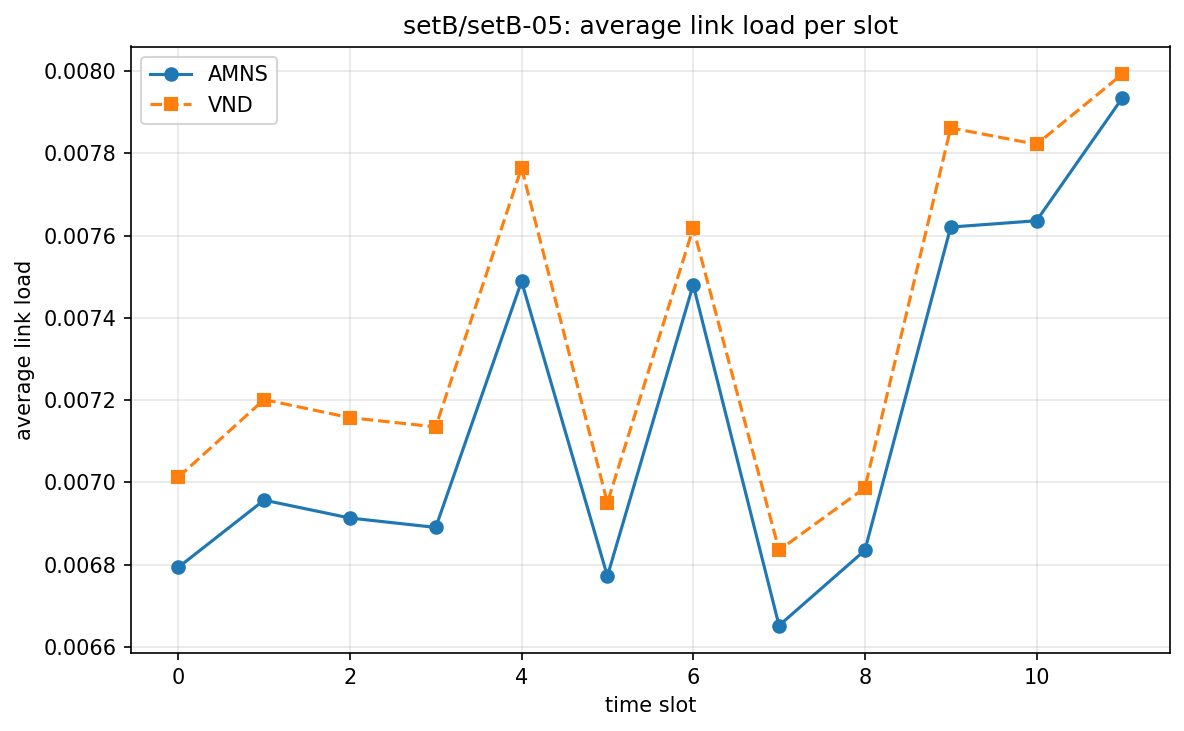 setB/setB-05: average link load per slot
AMNS
VND
average link load
0.0080
0.0078
0.0076
0.0074
0.0072
0.0070
0.0068
0.0066
0 2 4 6 8 10
time slot